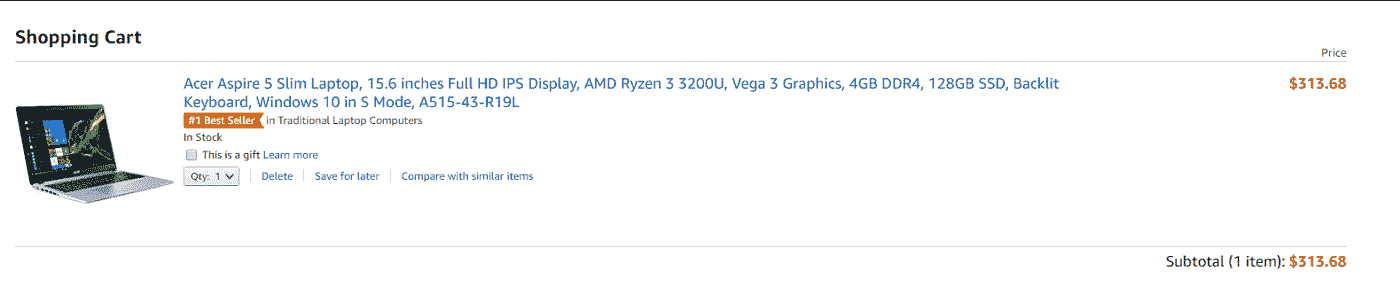 Shopping Cart
Price
Acer Aspire 5 Slim Laptop, 15.6 inches Full HD IPS Display, AMD Ryzen 3 3200U, Vega 3 Graphics, 4GB DDR4, 128GB SSD, Backlit
$313.68
Keyboard, Windows 10 in S Mode, A515-43-R19L
#1 Best Seller in Traditional Laptop Computers
In Stock
This is a gift Learn more
Qty: 1 Delete Save for later Compare with similar items
Subtotal (1 item): $313.68